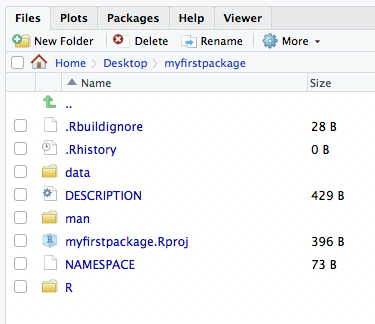 Files Plots Packages Help Viewer
New Folder Delete Rename More
Home Desktop myfirstpackage
Name Size
..
.Rbuildignore 28 B
.Rhistory 0 B
data
DESCRIPTION 429 B
man
myfirstpackage.Rproj 396 B
NAMESPACE 73 B
R